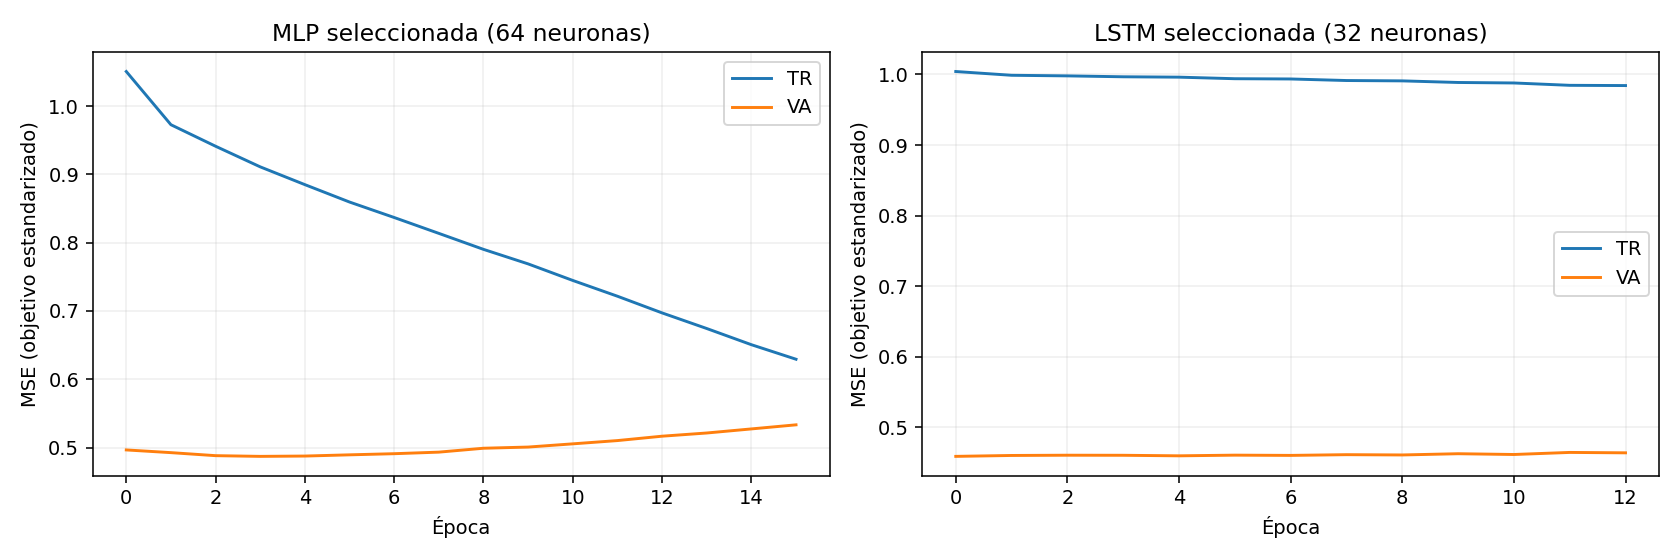 MLP seleccionada (64 neuronas)
MSE (objetivo estandarizado)
1.0
0.9
0.8
0.7
0.6
0.5
TR
VA
0 2 4 6 8 10 12 14
Época
LSTM seleccionada (32 neuronas)
MSE (objetivo estandarizado)
1.0
0.9
0.8
0.7
0.6
0.5
TR
VA
0 2 4 6 8 10 12
Época